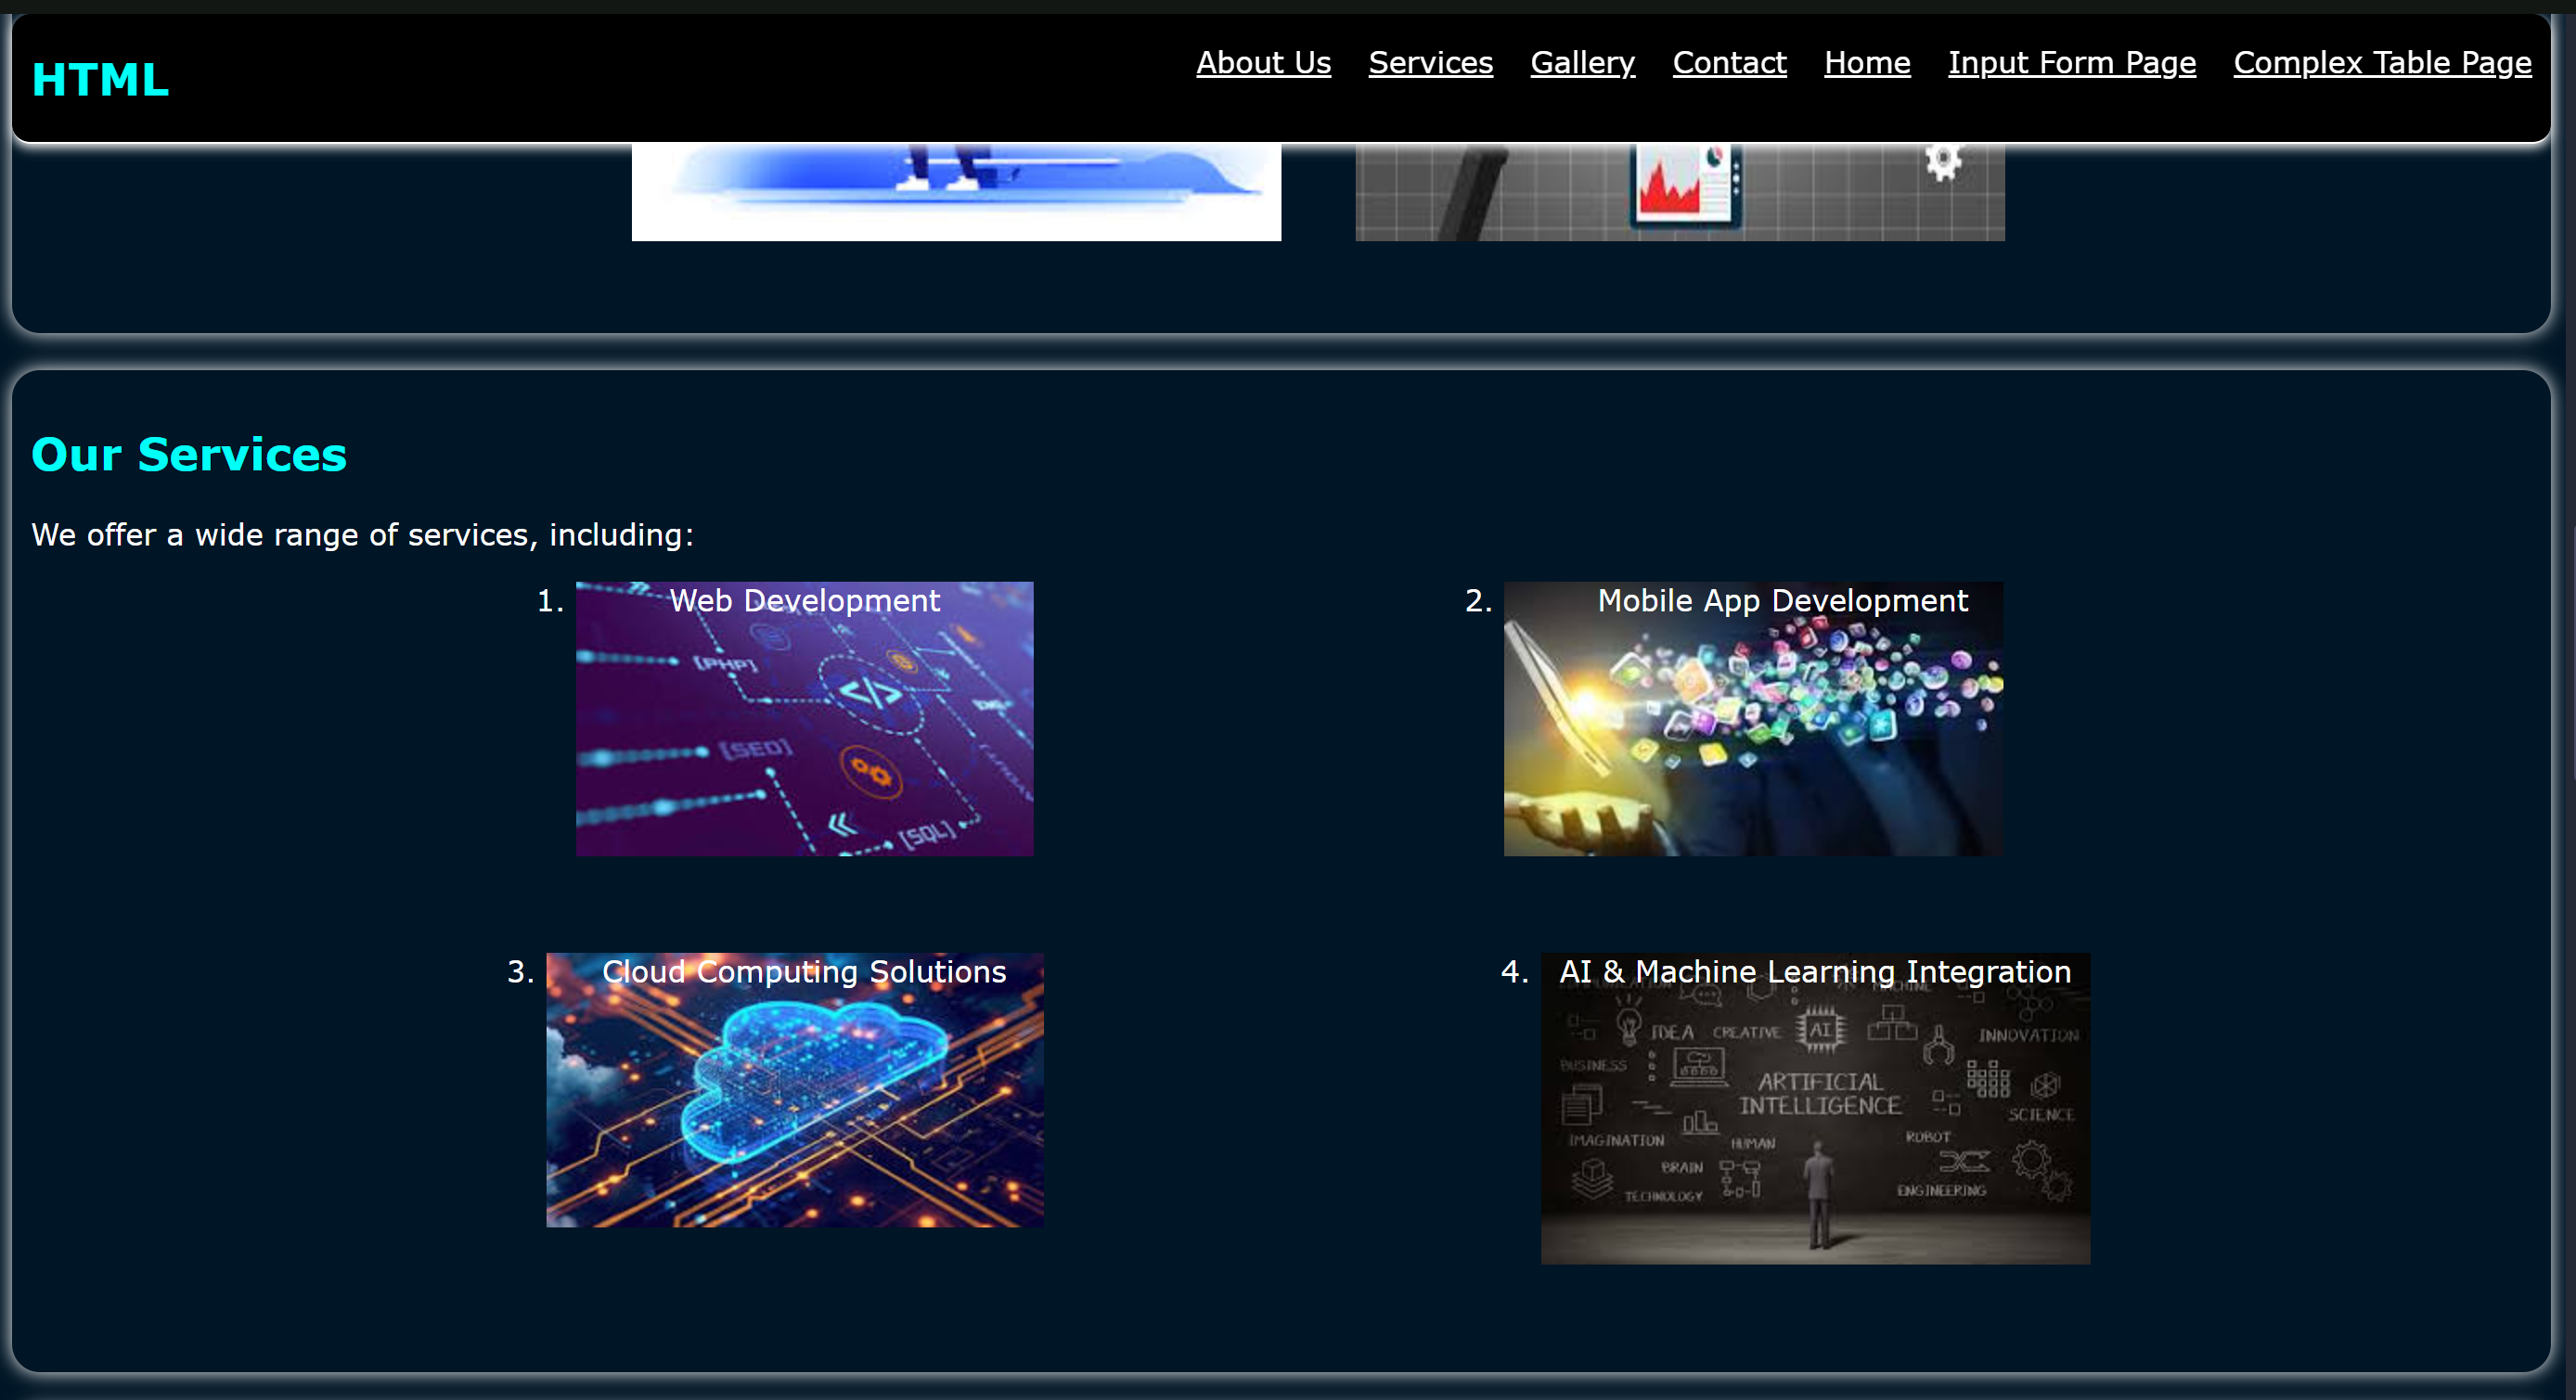 HTML
About Us Services Gallery Contact Home Input Form Page Complex Table Page
Our Services
We offer a wide range of services, including:
1. Web Development
[PHP]
</>
[SEO]
[SQL]
2. Mobile App Development
3. Cloud Computing Solutions
4. AI & Machine Learning Integration
MACHINE
IDEA CREATIVE AI INNOVATION
BUSINESS
ARTIFICIAL
INTELLIGENCE
SCIENCE
IMAGINATION HUMAN ROBOT
BRAIN
TECHNOLOGY ENGINEERING